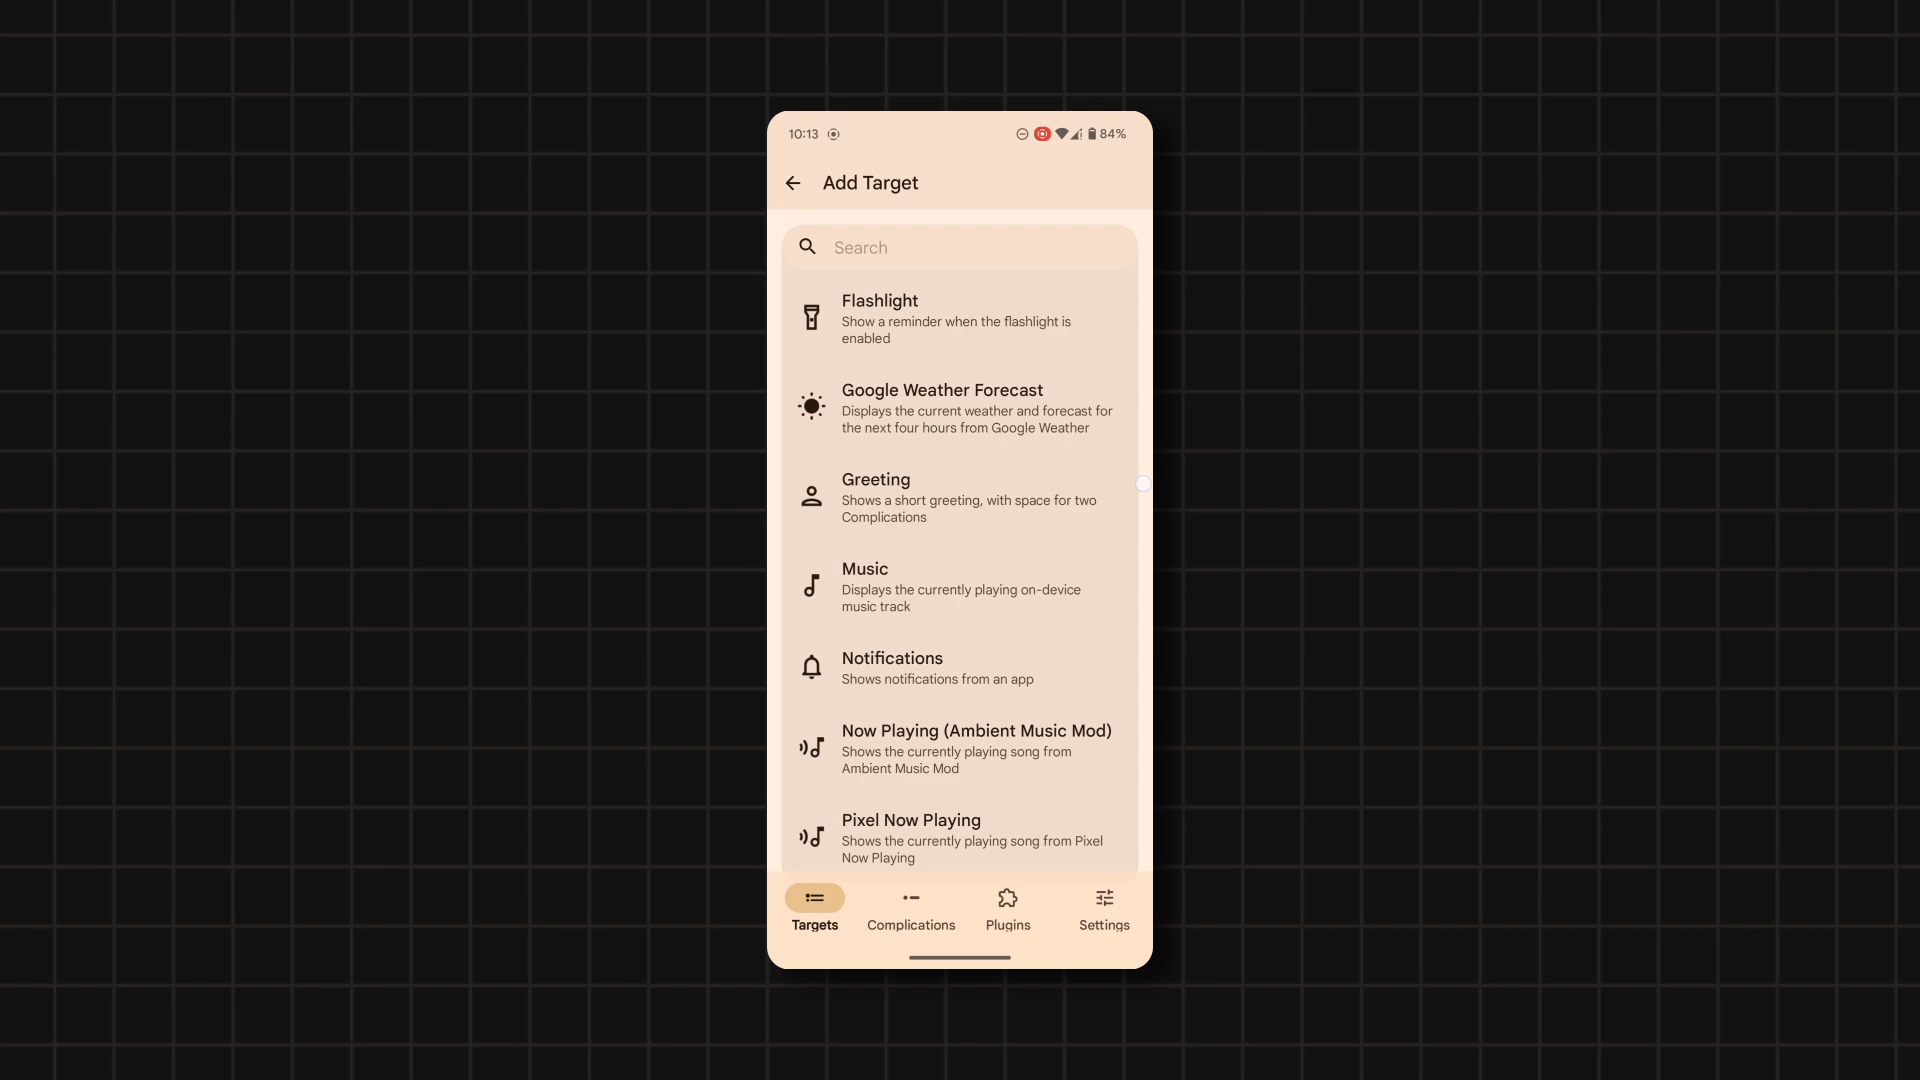 10:13
84%
Add Target
Search
Flashlight
Show a reminder when the flashlight is
enabled
Google Weather Forecast
Displays the current weather and forecast for
the next four hours from Google Weather
Greeting
Shows a short greeting, with space for two
Complications
Music
Displays the currently playing on-device
music track
Notifications
Shows notifications from an app
Now Playing (Ambient Music Mod)
Shows the currently playing song from
Ambient Music Mod
Pixel Now Playing
Shows the currently playing song from Pixel
Now Playing
Targets
Complications
Plugins
Settings